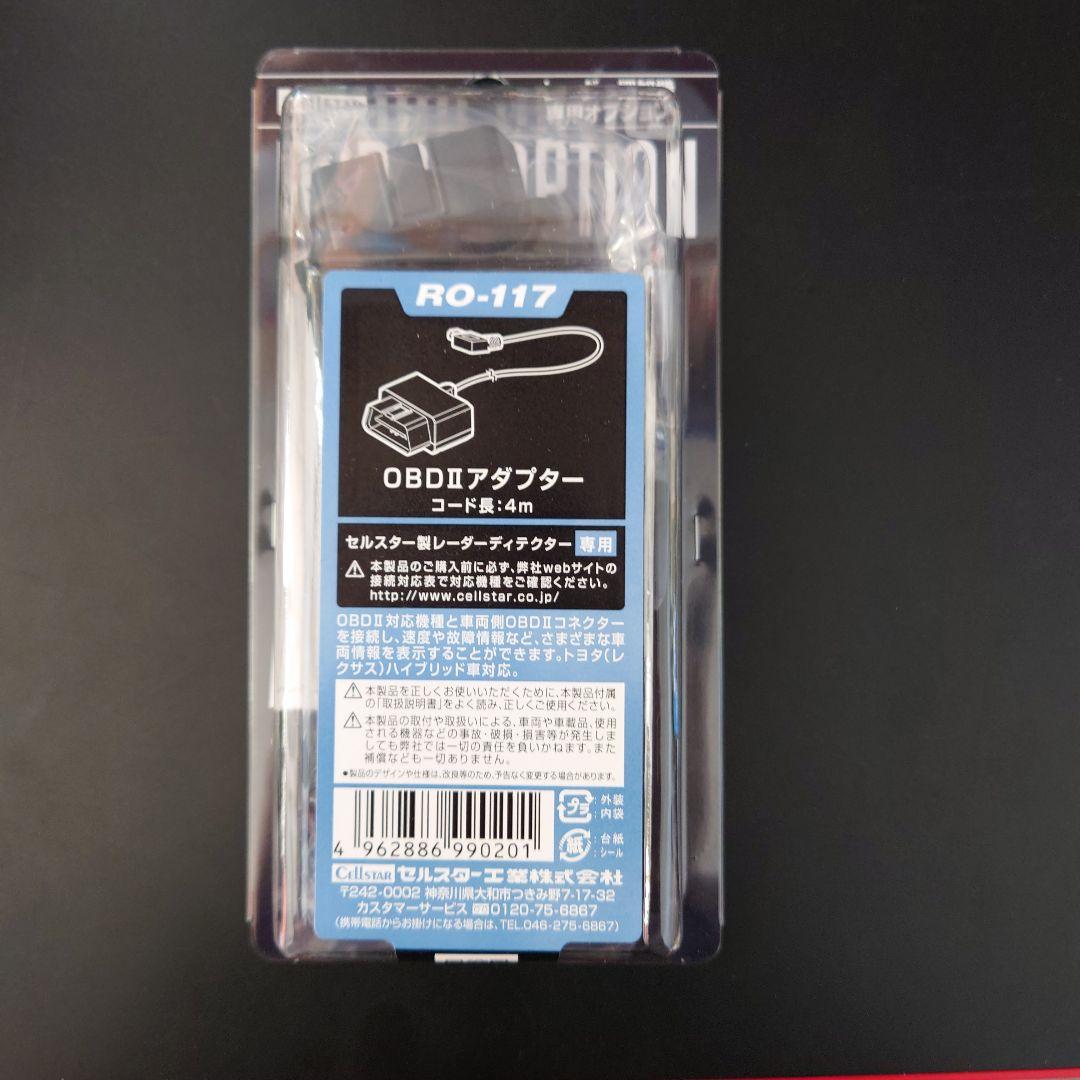 専用オプション
RO-117
OBDⅡアダプター
コード長:4m
セルスター製レーダーディテクター 専用
本製品のご購入前に必ず、弊社webサイトの
接続対応表で対応機種をご確認ください。
http://www.cellstar.co.jp/
OBDⅡ対応機種と車両側OBDⅡコネクター
を接続し、速度や故障情報など、さまざまな車
両情報を表示することができます。トヨタ(レ
クサス)ハイブリッド車対応。
本製品を正しくお使いいただくために、本製品付属
の「取扱説明書」をよく読み、正しくご使用ください。
本製品の取付や取扱いによる、車両や車載品、使用
される機器などの事故・破損・損害等が発生しま
しても弊社では一切の責任を負いかねます。また
補償なども一切ありません。
●製品のデザインや仕様は、改良等のため、予告なく変更する場合があります。
プラ :外装
:内袋
紙 :台紙
:シール
4 962886 990201
CELLSTAR セルスター工業株式会社
〒242-0002 神奈川県大和市つきみ野7-17-32
カスタマーサービス 0120-75-6867
(携帯電話からお掛けになる場合は、TEL.046-275-6867)